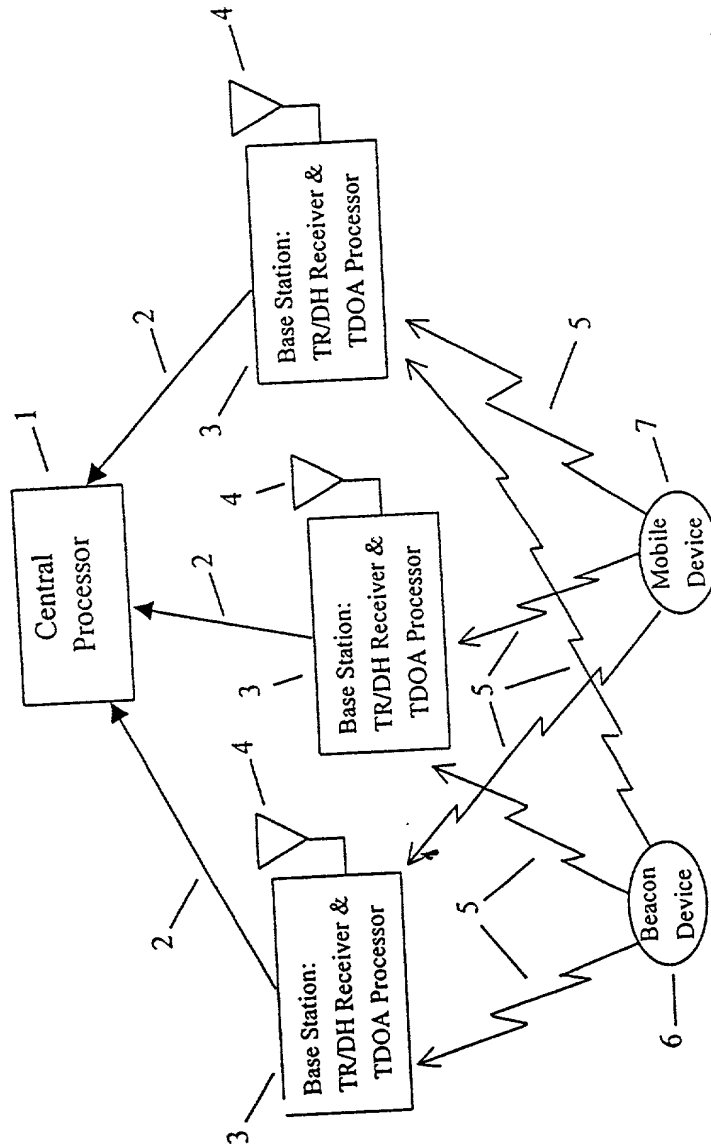 Central
Processor
1
2
2
2
3
Base Station:
TR/DH Receiver &
TDOA Processor
4
3
Base Station:
TR/DH Receiver &
TDOA Processor
4
3
Base Station:
TR/DH Receiver &
TDOA Processor
4
5
5
5
6
Beacon
Device
Mobile
Device
7